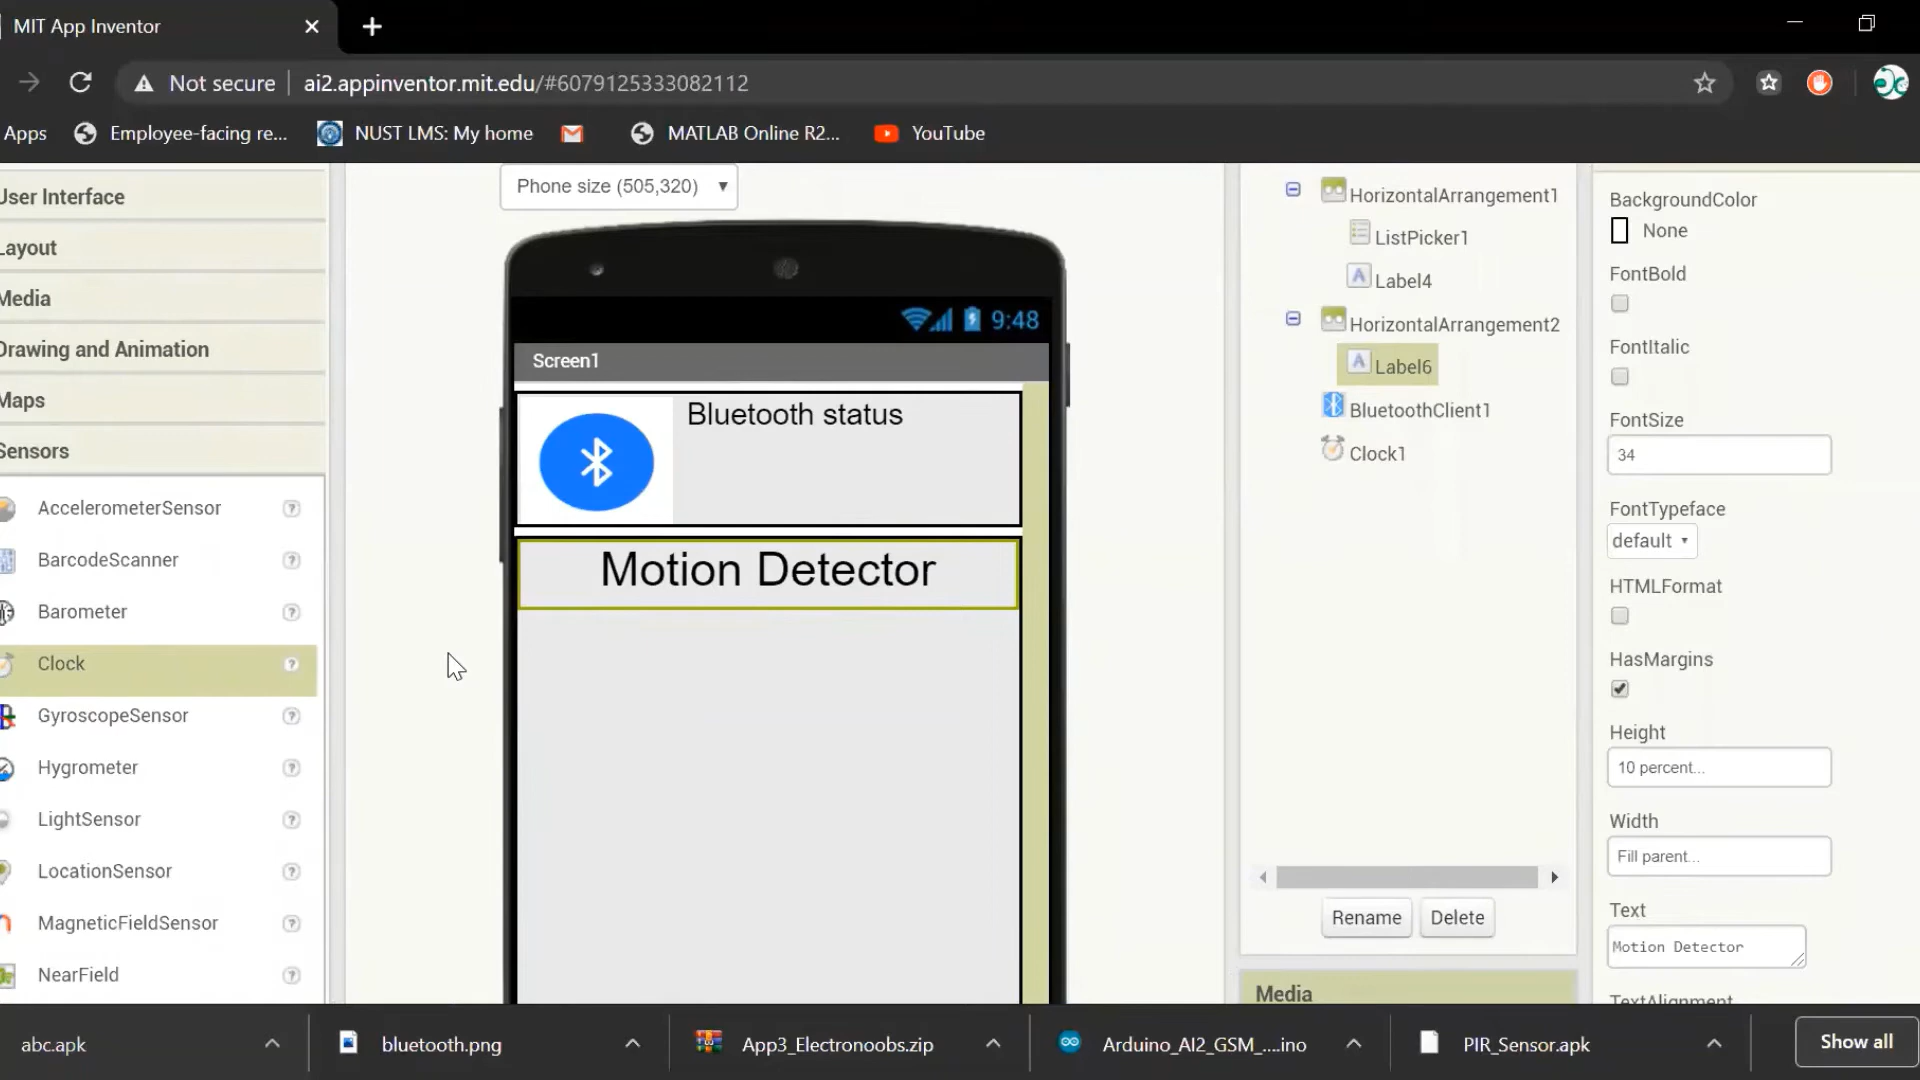 MIT App Inventor
Not secure
ai2.appinventor.mit.edu/#6079125333082112
Apps
Employee-facing re...
NUST LMS: My home
MATLAB Online R2...
YouTube
User Interface
Layout
Media
Drawing and Animation
Maps
Sensors
AccelerometerSensor ?
BarcodeScanner ?
Barometer ?
Clock ?
GyroscopeSensor ?
Hygrometer ?
LightSensor ?
LocationSensor ?
MagneticFieldSensor ?
NearField ?
Phone size (505,320)
9:48
Screen1
Bluetooth status
Motion Detector
HorizontalArrangement1
ListPicker1
A Label4
HorizontalArrangement2
A Label6
BluetoothClient1
Clock1
Rename
Delete
Media
BackgroundColor
None
FontBold
FontItalic
FontSize
34
FontTypeface
default
HTMLFormat
HasMargins
Height
10 percent...
Width
Fill parent...
Text
Motion Detector
TextAlignment
abc.apk
bluetooth.png
App3_Electronoobs.zip
Arduino_AI2_GSM_....ino
PIR_Sensor.apk
Show all